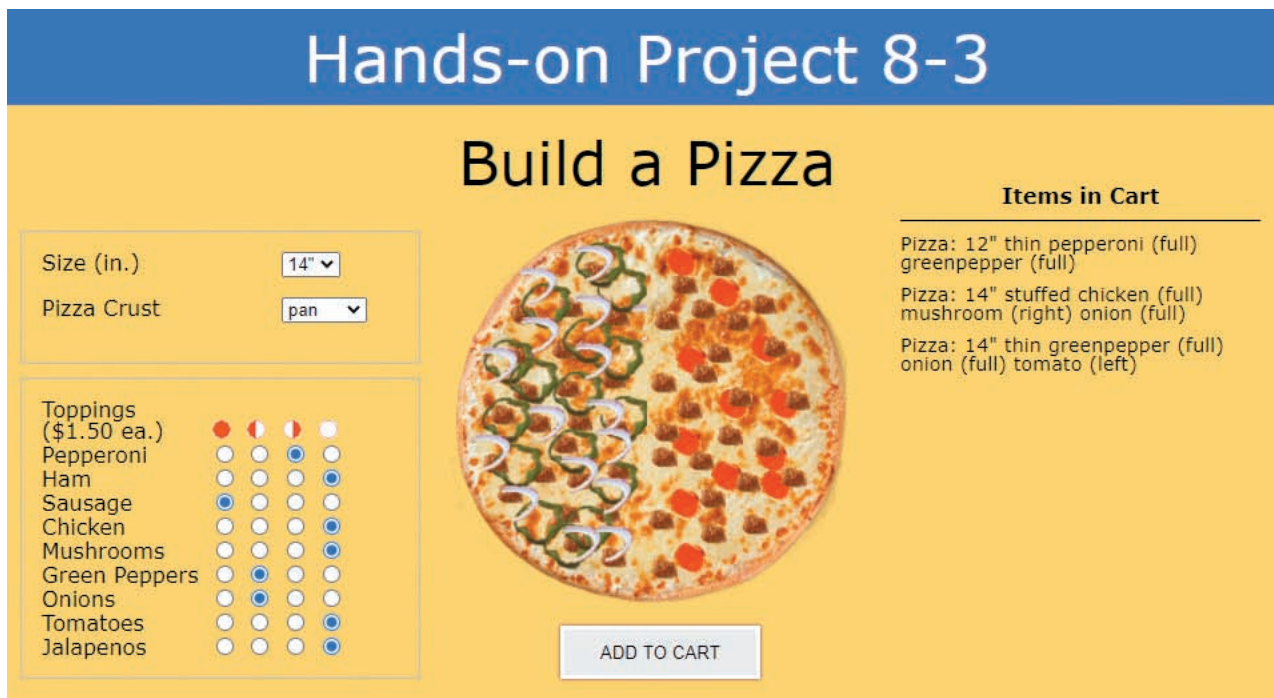 Hands-on Project 8-3
Build a Pizza
Size (in.)
14"
Pizza Crust
pan
Toppings
($1.50 ea.)
Pepperoni
Ham
Sausage
Chicken
Mushrooms
Green Peppers
Onions
Tomatoes
Jalapenos
ADD TO CART
Items in Cart
Pizza: 12" thin pepperoni (full)
greenpepper (full)
Pizza: 14" stuffed chicken (full)
mushroom (right) onion (full)
Pizza: 14" thin greenpepper (full)
onion (full) tomato (left)